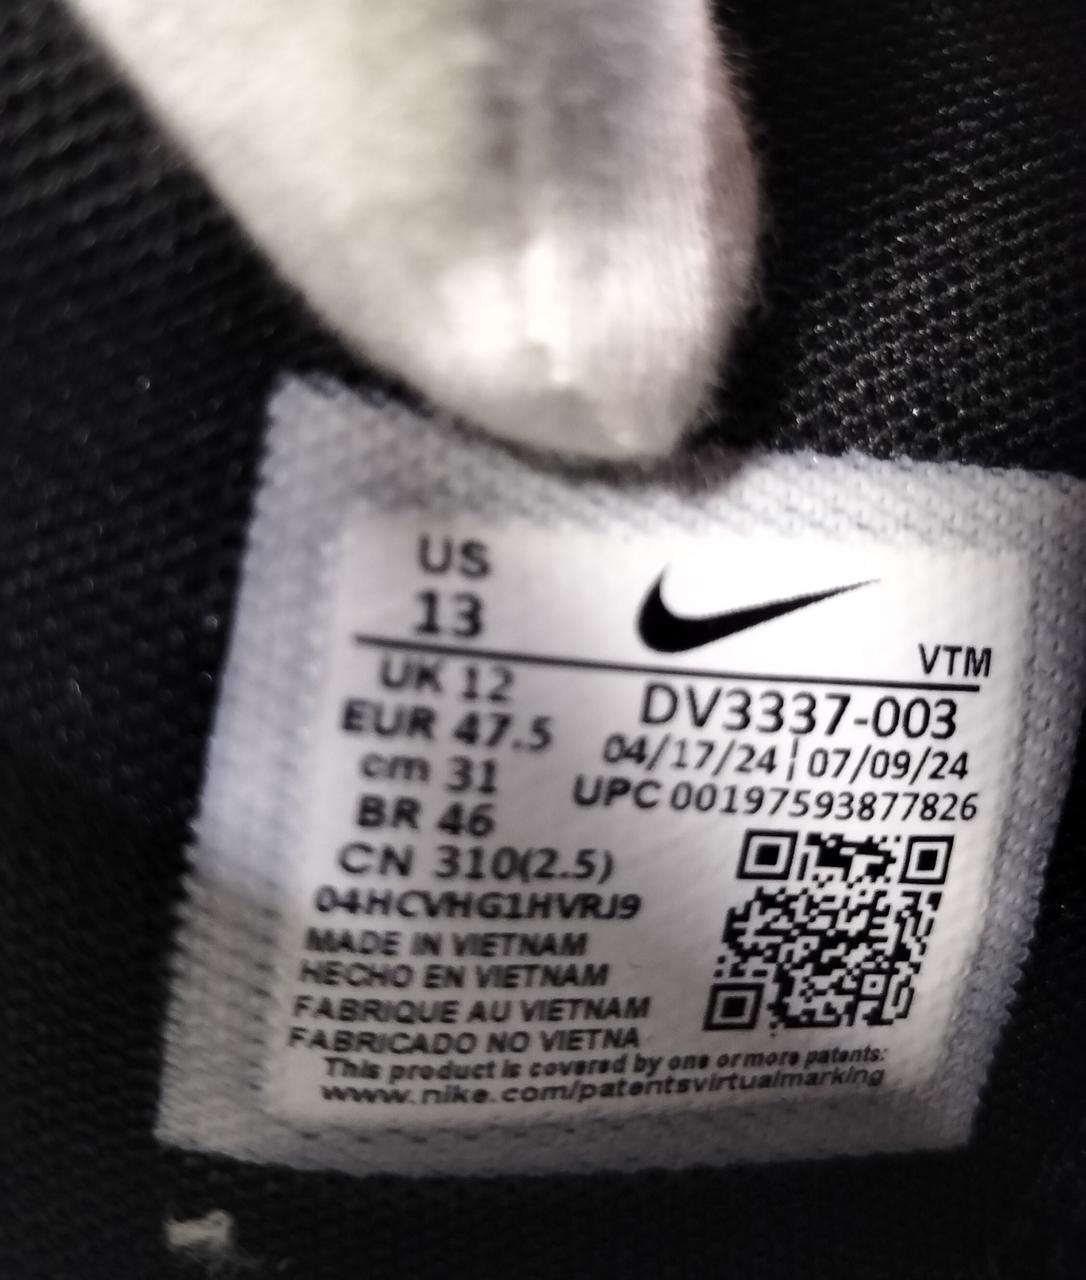 US
13
VTM
UK 12
EUR 47.5
cm 31
BR 46
CN 310(2.5)
DV3337-003
04/17/24 | 07/09/24
UPC 00197593877826
04HCVHG1HVRJ9
MADE IN VIETNAM
HECHO EN VIETNAM
FABRIQUE AU VIETNAM
FABRICADO NO VIETNA
This product is covered by one or more patents:
www.nike.com/patentsvirtualmarking